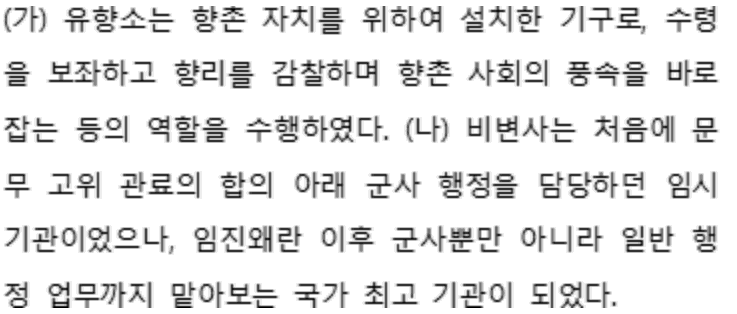 (가) 유향소는 향촌 자치를 위하여 설치한 기구로, 수령
을 보좌하고 향리를 감찰하며 향촌 사회의 풍속을 바로
잡는 등의 역할을 수행하였다. (나) 비변사는 처음에 문
무 고위 관료의 합의 아래 군사 행정을 담당하던 임시
기관이었으나, 임진왜란 이후 군사뿐만 아니라 일반 행
정 업무까지 맡아보는 국가 최고 기관이 되었다.